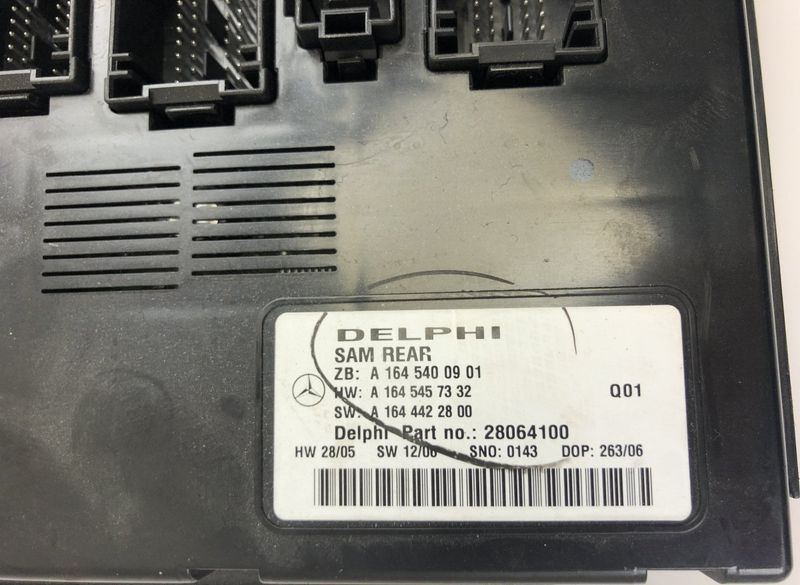 DELPHI
SAM REAR
ZB: A 164 540 09 01
HW: A 164 545 73 32 Q01
SW: A 164 442 28 00
Delphi Part no.: 28064100
HW 28/05 SW 12/06 SNO: 0143 DOP: 263/06